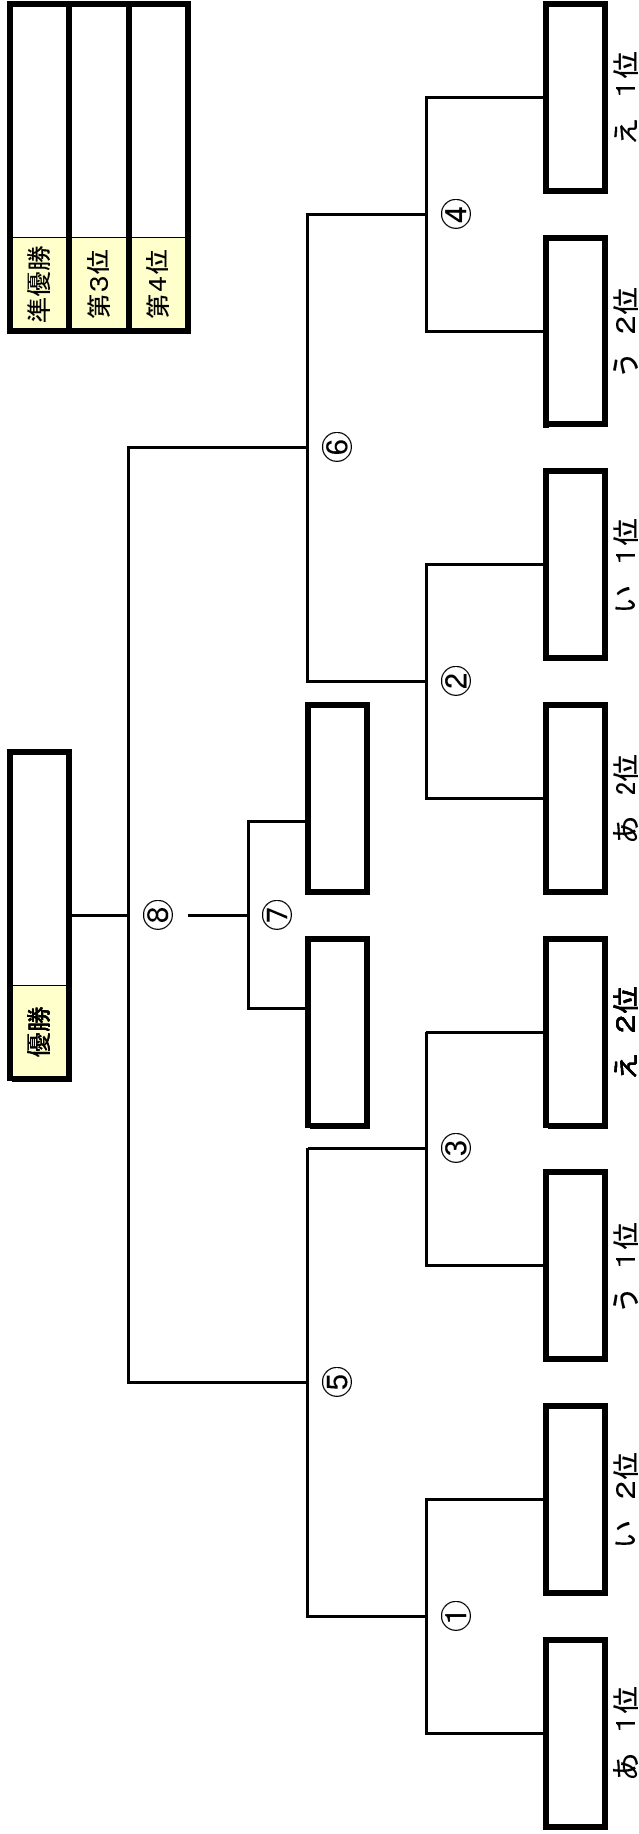 優勝
準優勝
第3位
第4位
⑧
⑤
⑥
⑦
①
③
②
④
あ 1位
い 2位
う 1位
え 2位
あ 2位
い 1位
う 2位
え 1位